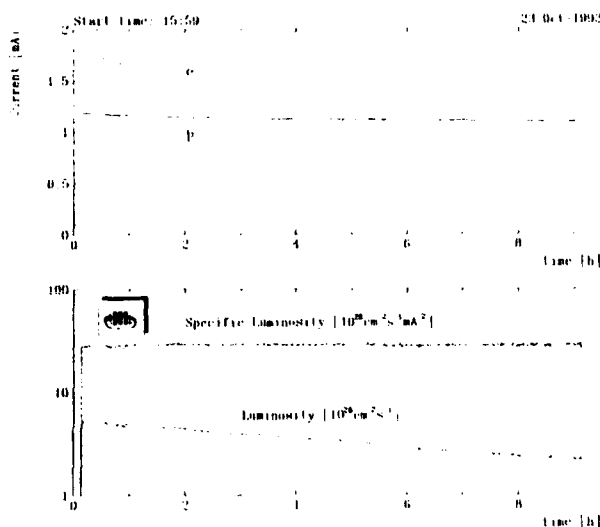 Start time: 15:59
23-Oct-1993
Current [mA]
2
1.5
e
1
p
0.5
0
0 2 4 6 8
time [h]
100
Specific Luminosity [10²⁸cm⁻²s⁻¹mA⁻²]
10
Luminosity [10²⁸cm⁻²s⁻¹]
1
0 2 4 6 8
time [h]